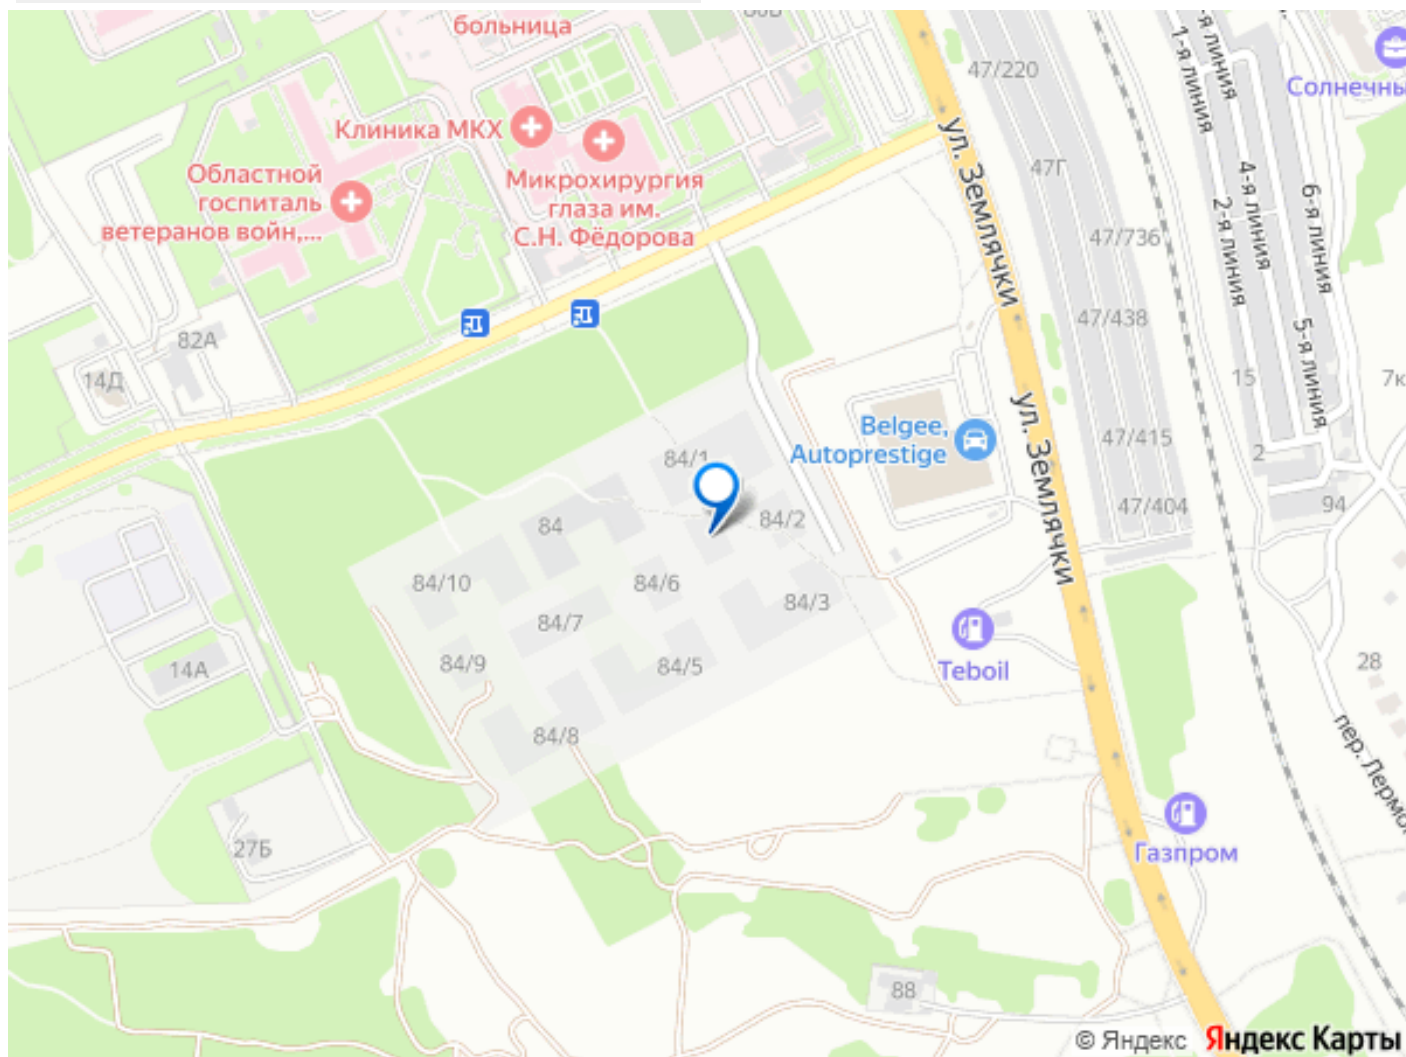 больница
47/220
Солнечны
Клиника МКХ
Микрохирургия
глаза им.
С.Н. Фёдорова
Областной
госпиталь
ветеранов войн,...
ул. Землячки
47Г
47/736
47/438
47/415
47/404
1-я линия
2-я линия
4-я линия
5-я линия
6-я линия
82А
14Д
15
7к
2
94
ул. Землячки
Belgee,
Autoprestige
84/1
84
84/2
84/10
84/6
84/3
84/7
84/9
84/5
84/8
14А
Teboil
28
27Б
Газпром
пер. Лермо
88
© Яндекс
Яндекс Карты